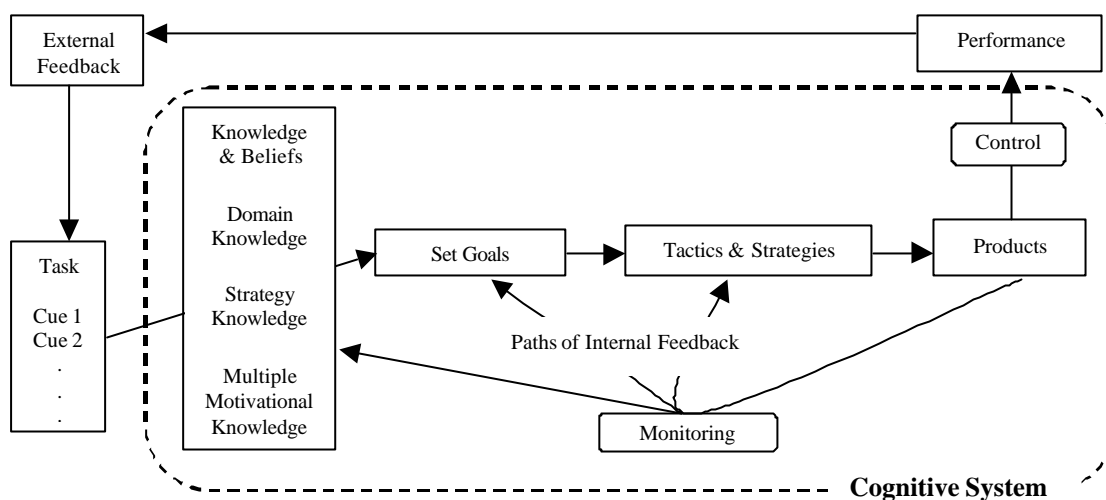 External
Feedback
Performance
Knowledge
& Beliefs
Domain
Knowledge
Strategy
Knowledge
Multiple
Motivational
Knowledge
Control
Task
Cue 1
Cue 2
.
.
.
Set Goals
Tactics & Strategies
Products
Paths of Internal Feedback
Monitoring
Cognitive System